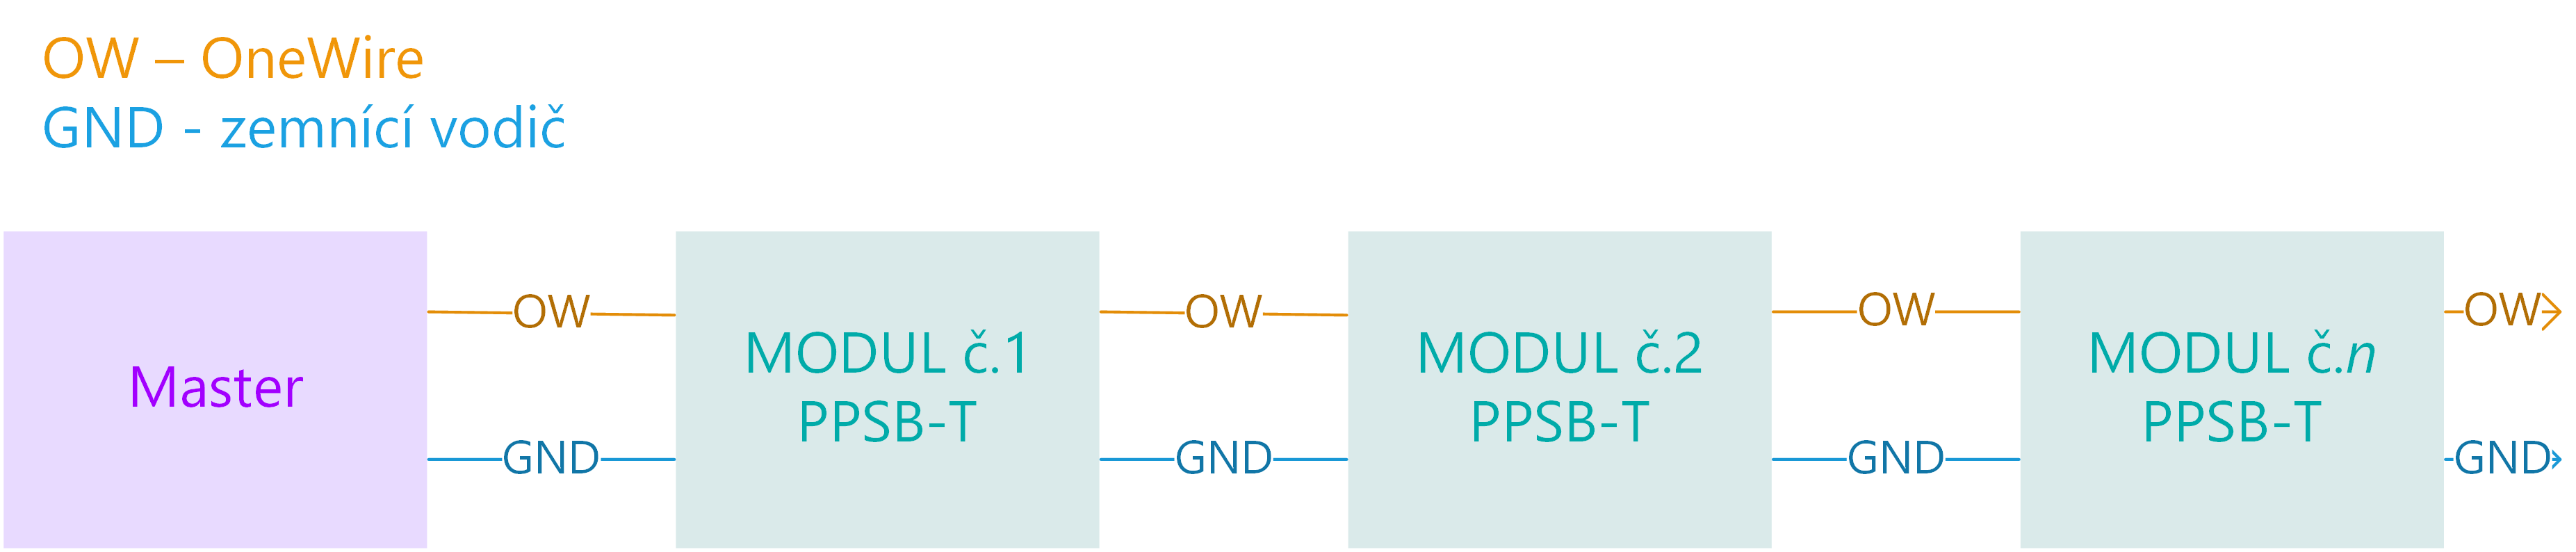 OW – OneWire
GND - zemnící vodič
Master
OW
GND
MODUL č.1
PPSB-T
OW
GND
MODUL č.2
PPSB-T
OW
GND
MODUL č.n
PPSB-T
OW
GND